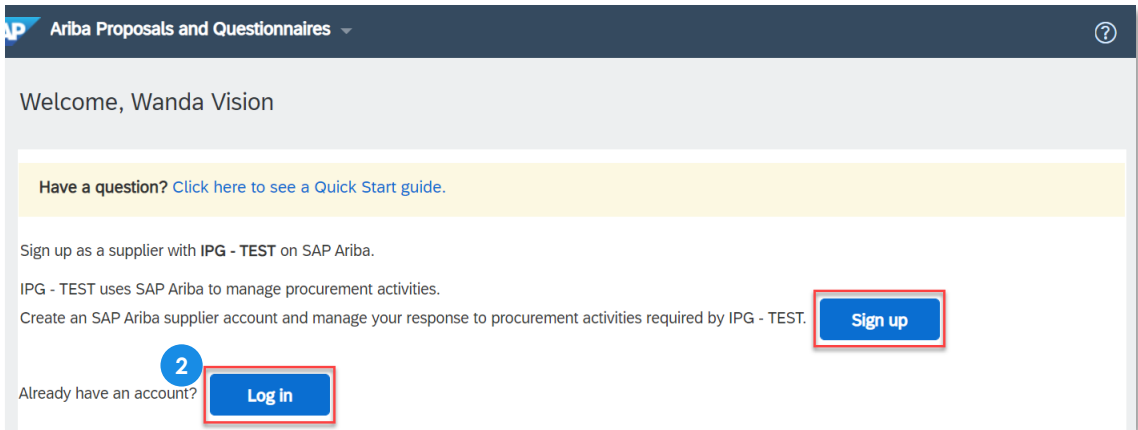 Ariba Proposals and Questionnaires
Welcome, Wanda Vision
Have a question? Click here to see a Quick Start guide.
Sign up as a supplier with IPG - TEST on SAP Ariba.
IPG - TEST uses SAP Ariba to manage procurement activities.
Create an SAP Ariba supplier account and manage your response to procurement activities required by IPG - TEST. Sign up
2
Already have an account? Log in